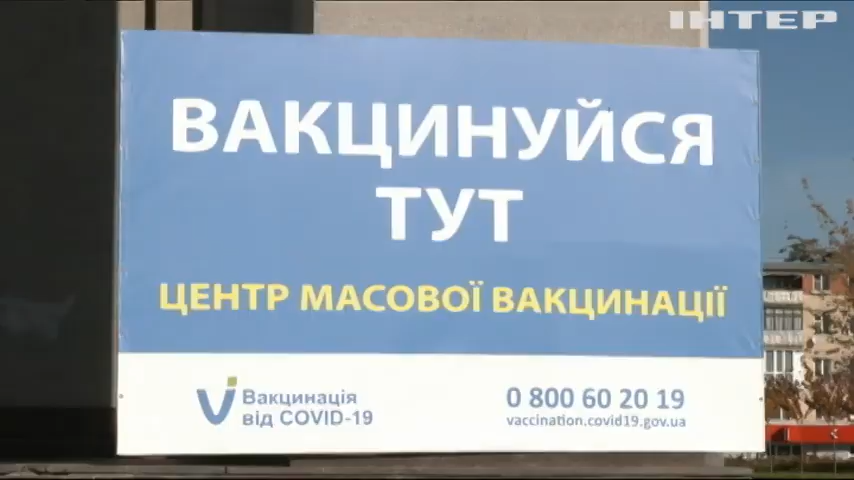 ІНТЕР
ВАКЦИНУЙСЯ
ТУТ
ЦЕНТР МАСОВОЇ ВАКЦИНАЦІЇ
Вакцинація
від COVID-19
0 800 60 20 19
vaccination.covid19.gov.ua